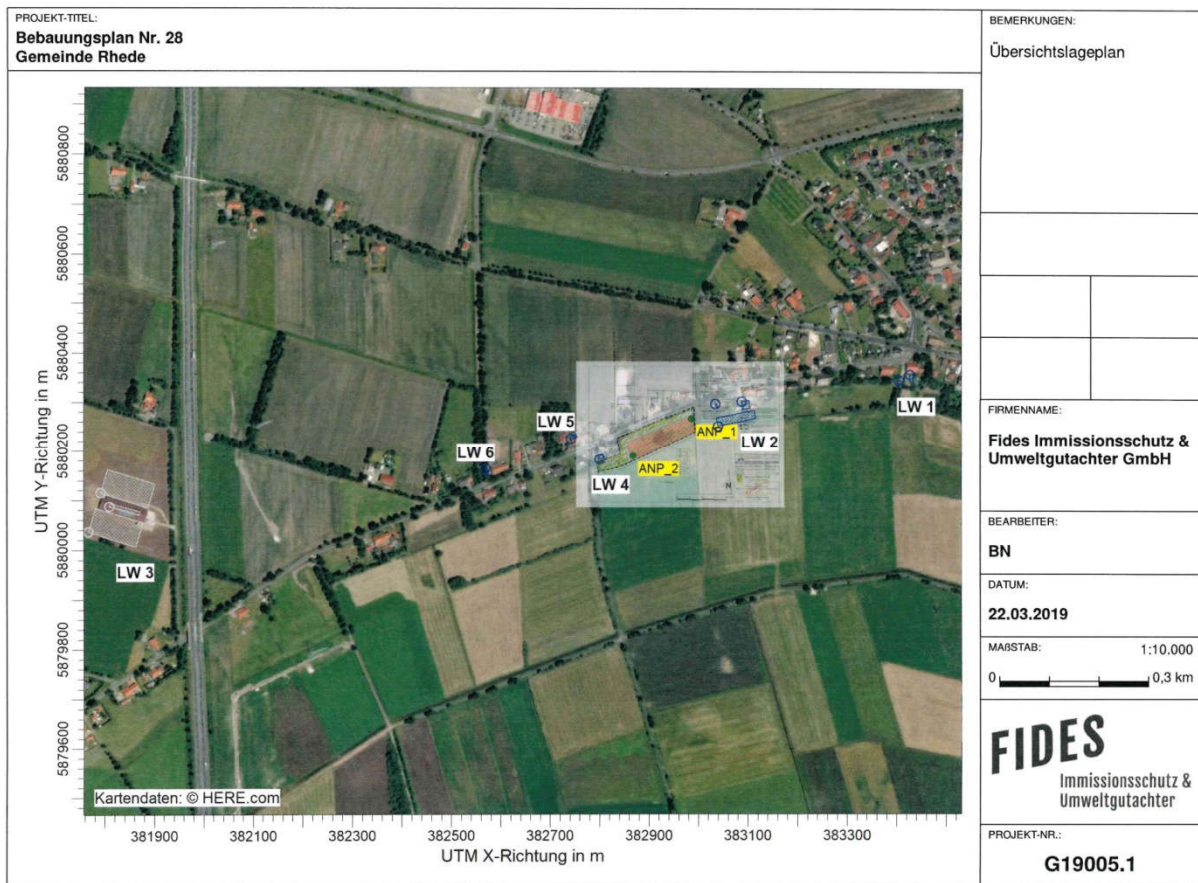 PROJEKT-TITEL:
Bebauungsplan Nr. 28
Gemeinde Rhede
BEMERKUNGEN:
Übersichtslageplan
UTM Y-Richtung in m
5880800
5880600
5880400
5880200
5880000
5879800
5879600
LW 1
LW 5
ANP_1
LW 2
LW 6
LW 4
ANP_2
N
LW 3
Kartendaten: © HERE.com
381900
382100
382300
382500
382700
382900
383100
383300
UTM X-Richtung in m
FIRMENNAME:
Fides Immissionsschutz &
Umweltgutachter GmbH
BEARBEITER:
BN
DATUM:
22.03.2019
MAßSTAB:
1:10.000
0
0,3 km
FIDES
Immissionsschutz &
Umweltgutachter
PROJEKT-NR.:
G19005.1